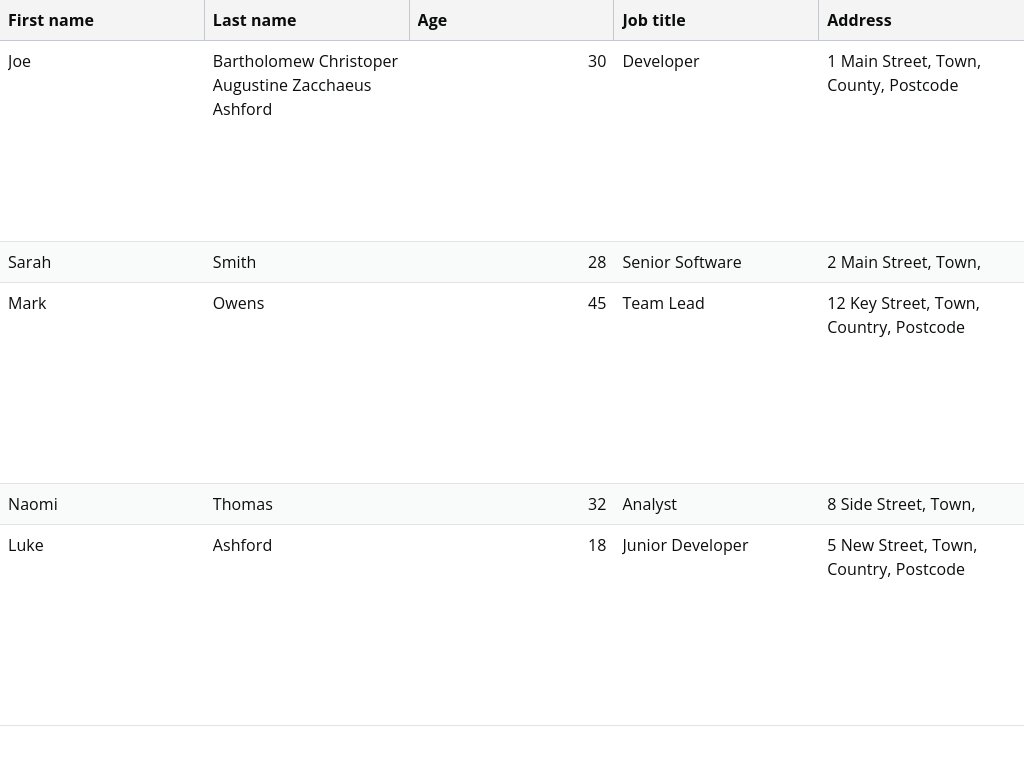 First name Last name Age Job title Address
Joe Bartholomew Christoper 30 Developer 1 Main Street, Town,
Augustine Zacchaeus County, Postcode
Ashford
Sarah Smith 28 Senior Software 2 Main Street, Town,
Mark Owens 45 Team Lead 12 Key Street, Town,
Country, Postcode
Naomi Thomas 32 Analyst 8 Side Street, Town,
Luke Ashford 18 Junior Developer 5 New Street, Town,
Country, Postcode